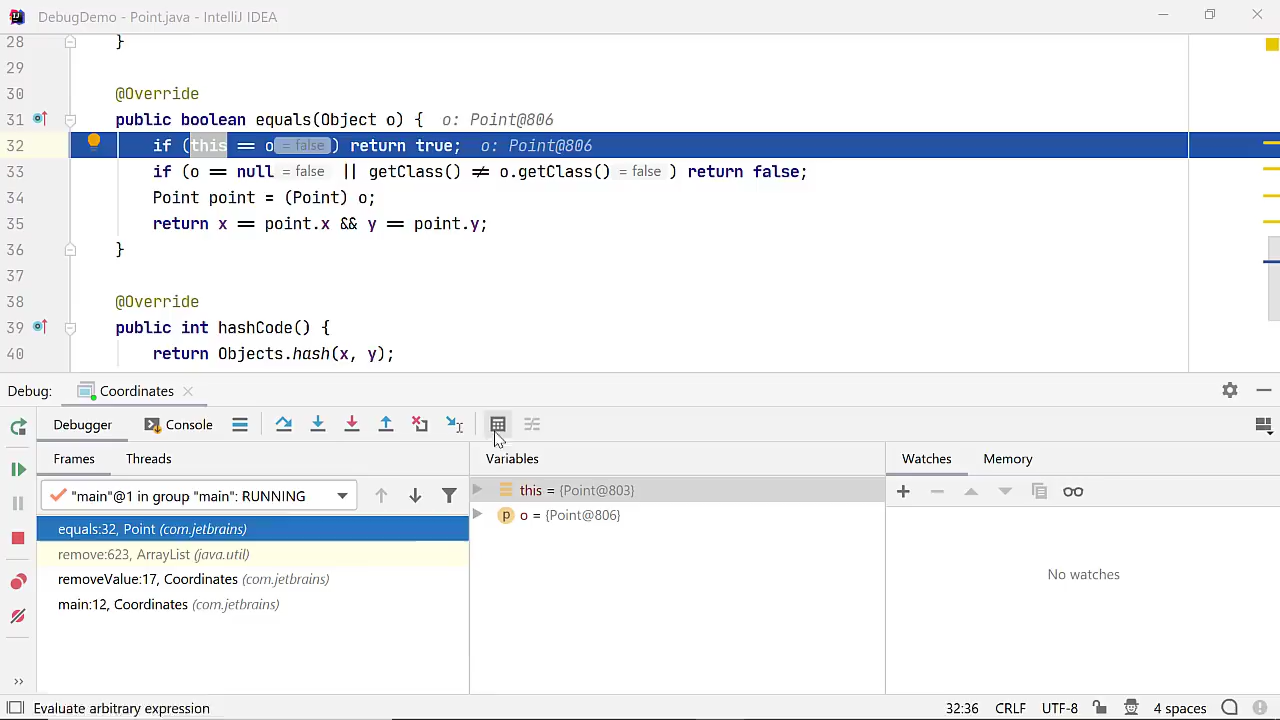 DebugDemo - Point.java - IntelliJ IDEA
28 }
29
30 @Override
31 public boolean equals(Object o) { o: Point@806
32 if (this == o = false ) return true; o: Point@806
33 if (o == null = false || getClass() != o.getClass() = false ) return false;
34 Point point = (Point) o;
35 return x == point.x && y == point.y;
36 }
37
38 @Override
39 public int hashCode() {
40 return Objects.hash(x, y);
Debug: Coordinates
Debugger Console
Frames Threads Variables Watches Memory
"main"@1 in group "main": RUNNING
equals:32, Point (com.jetbrains)
remove:623, ArrayList (java.util)
removeValue:17, Coordinates (com.jetbrains)
main:12, Coordinates (com.jetbrains)
this = {Point@803}
p o = {Point@806}
No watches
Evaluate arbitrary expression 32:36 CRLF UTF-8 4 spaces